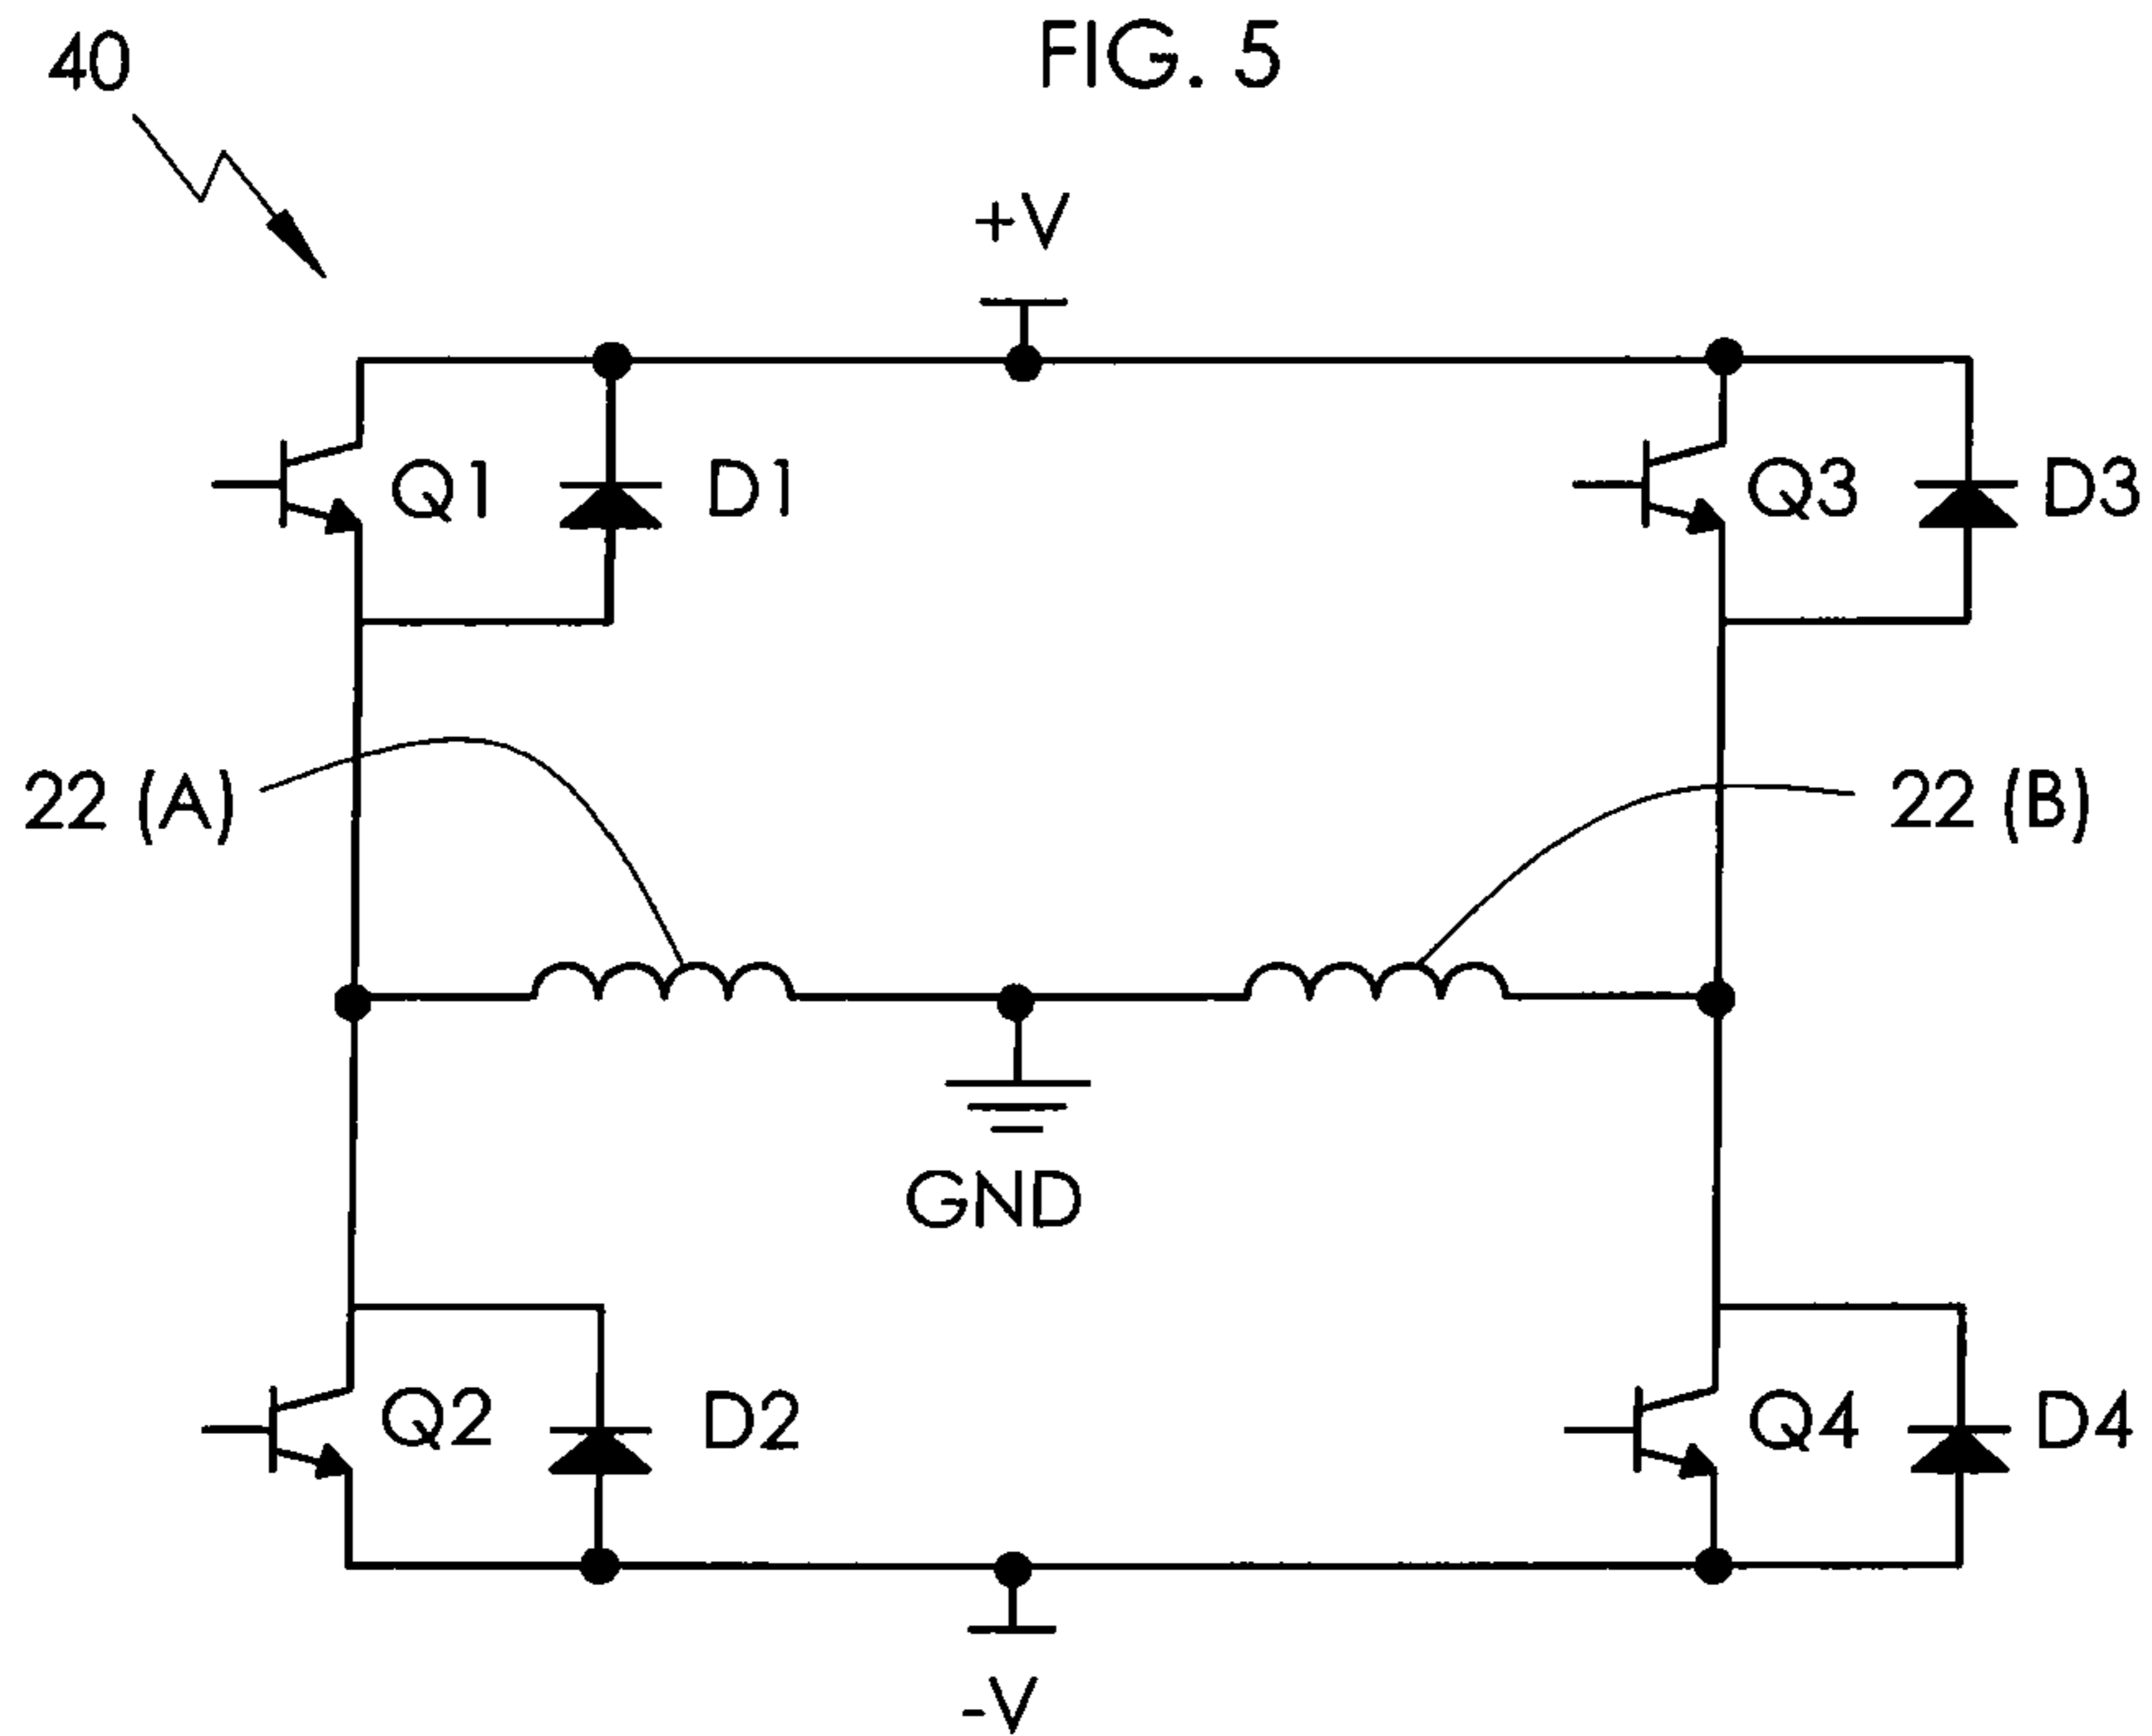 FIG. 5
40
+V
Q1
D1
Q3
D3
22 (A)
22 (B)
GND
Q2
D2
Q4
D4
-V